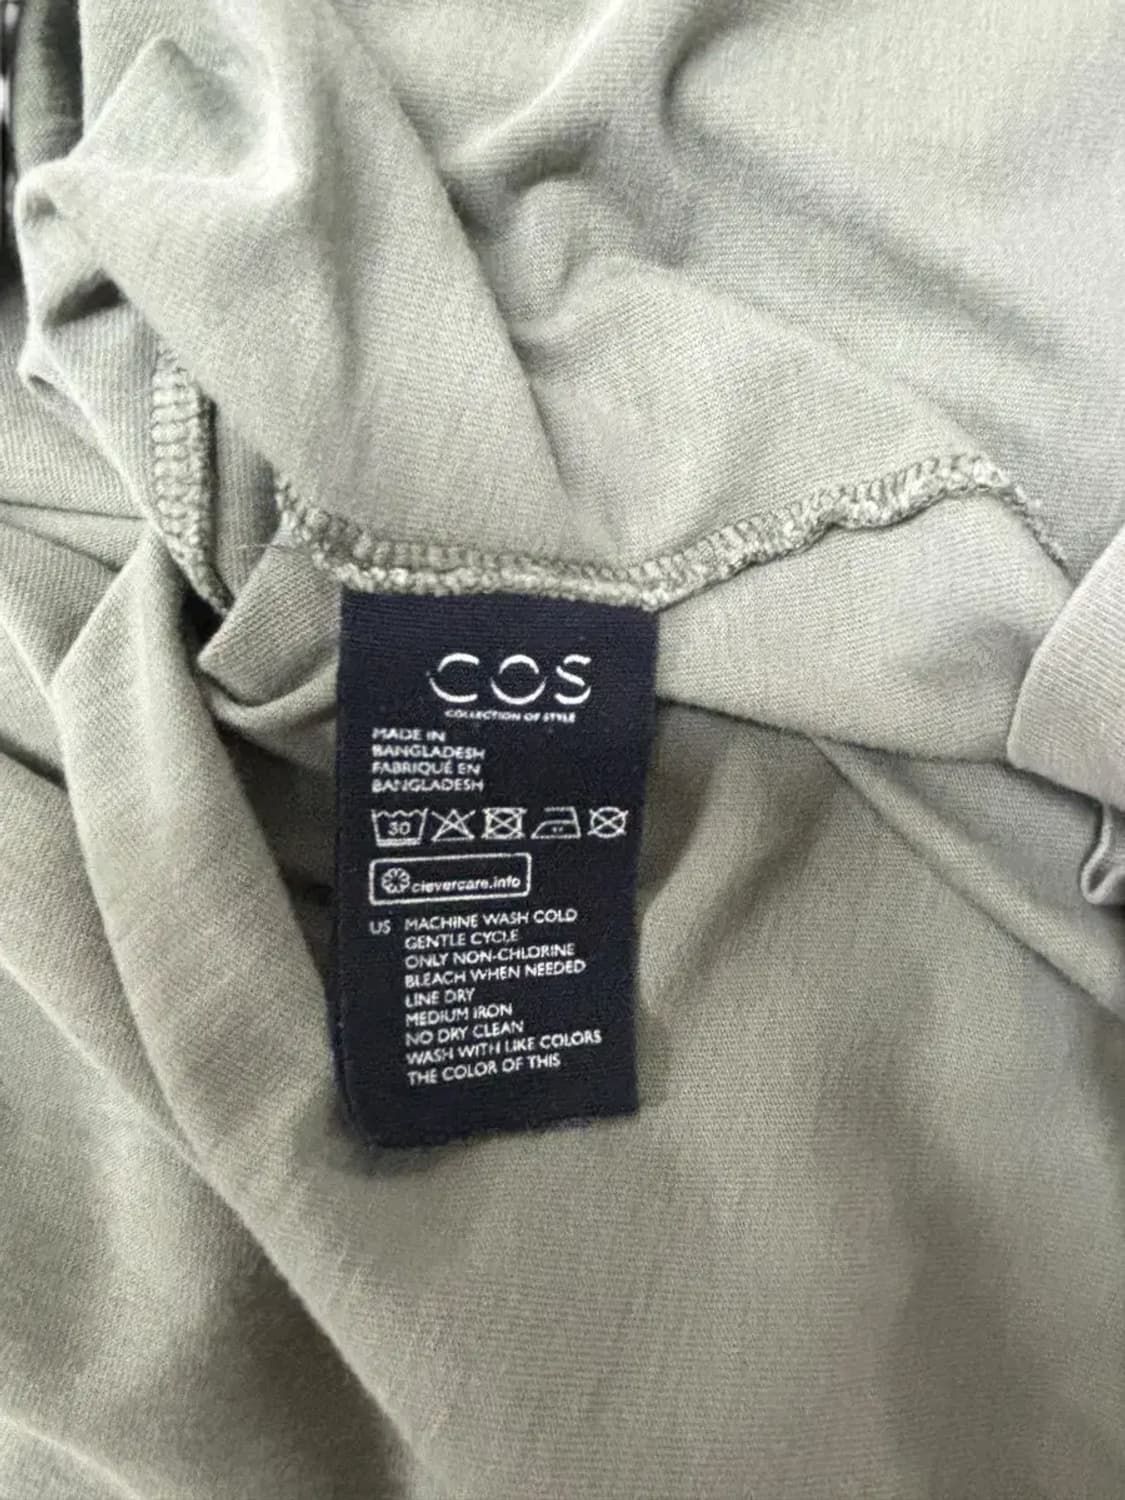 COS
COLLECTION OF STYLE
MADE IN
BANGLADESH
FABRIQUÉ EN
BANGLADESH
30
clevercare.info
US MACHINE WASH COLD
GENTLE CYCLE
ONLY NON-CHLORINE
BLEACH WHEN NEEDED
LINE DRY
MEDIUM IRON
NO DRY CLEAN
WASH WITH LIKE COLORS
THE COLOR OF THIS